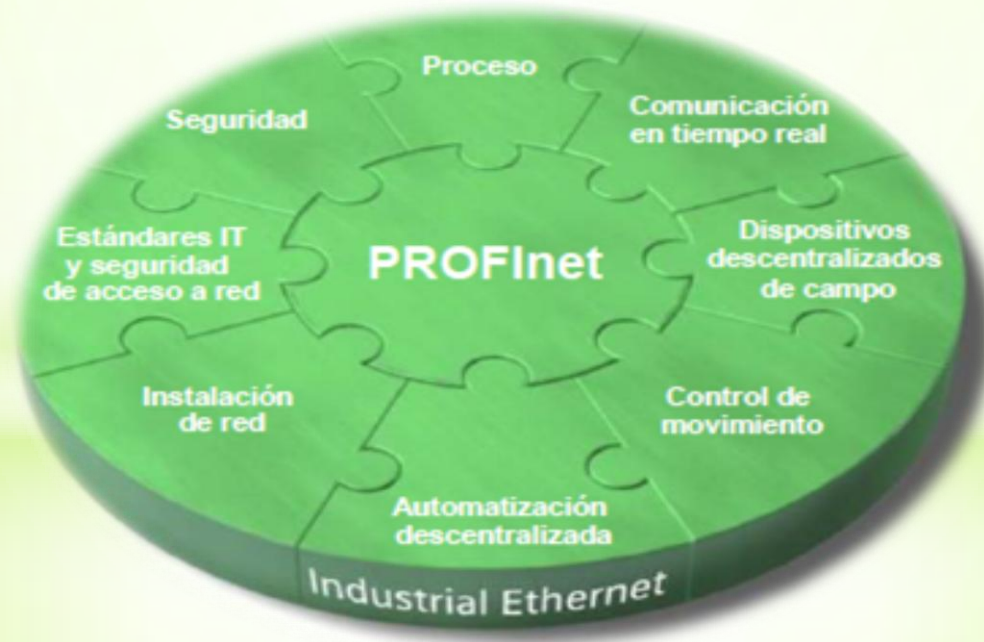 Proceso
Comunicación
en tiempo real
Seguridad
Dispositivos
descentralizados
de campo
Estándares IT
y seguridad
de acceso a red
PROFInet
Control de
movimiento
Instalación
de red
Automatización
descentralizada
Industrial Ethernet